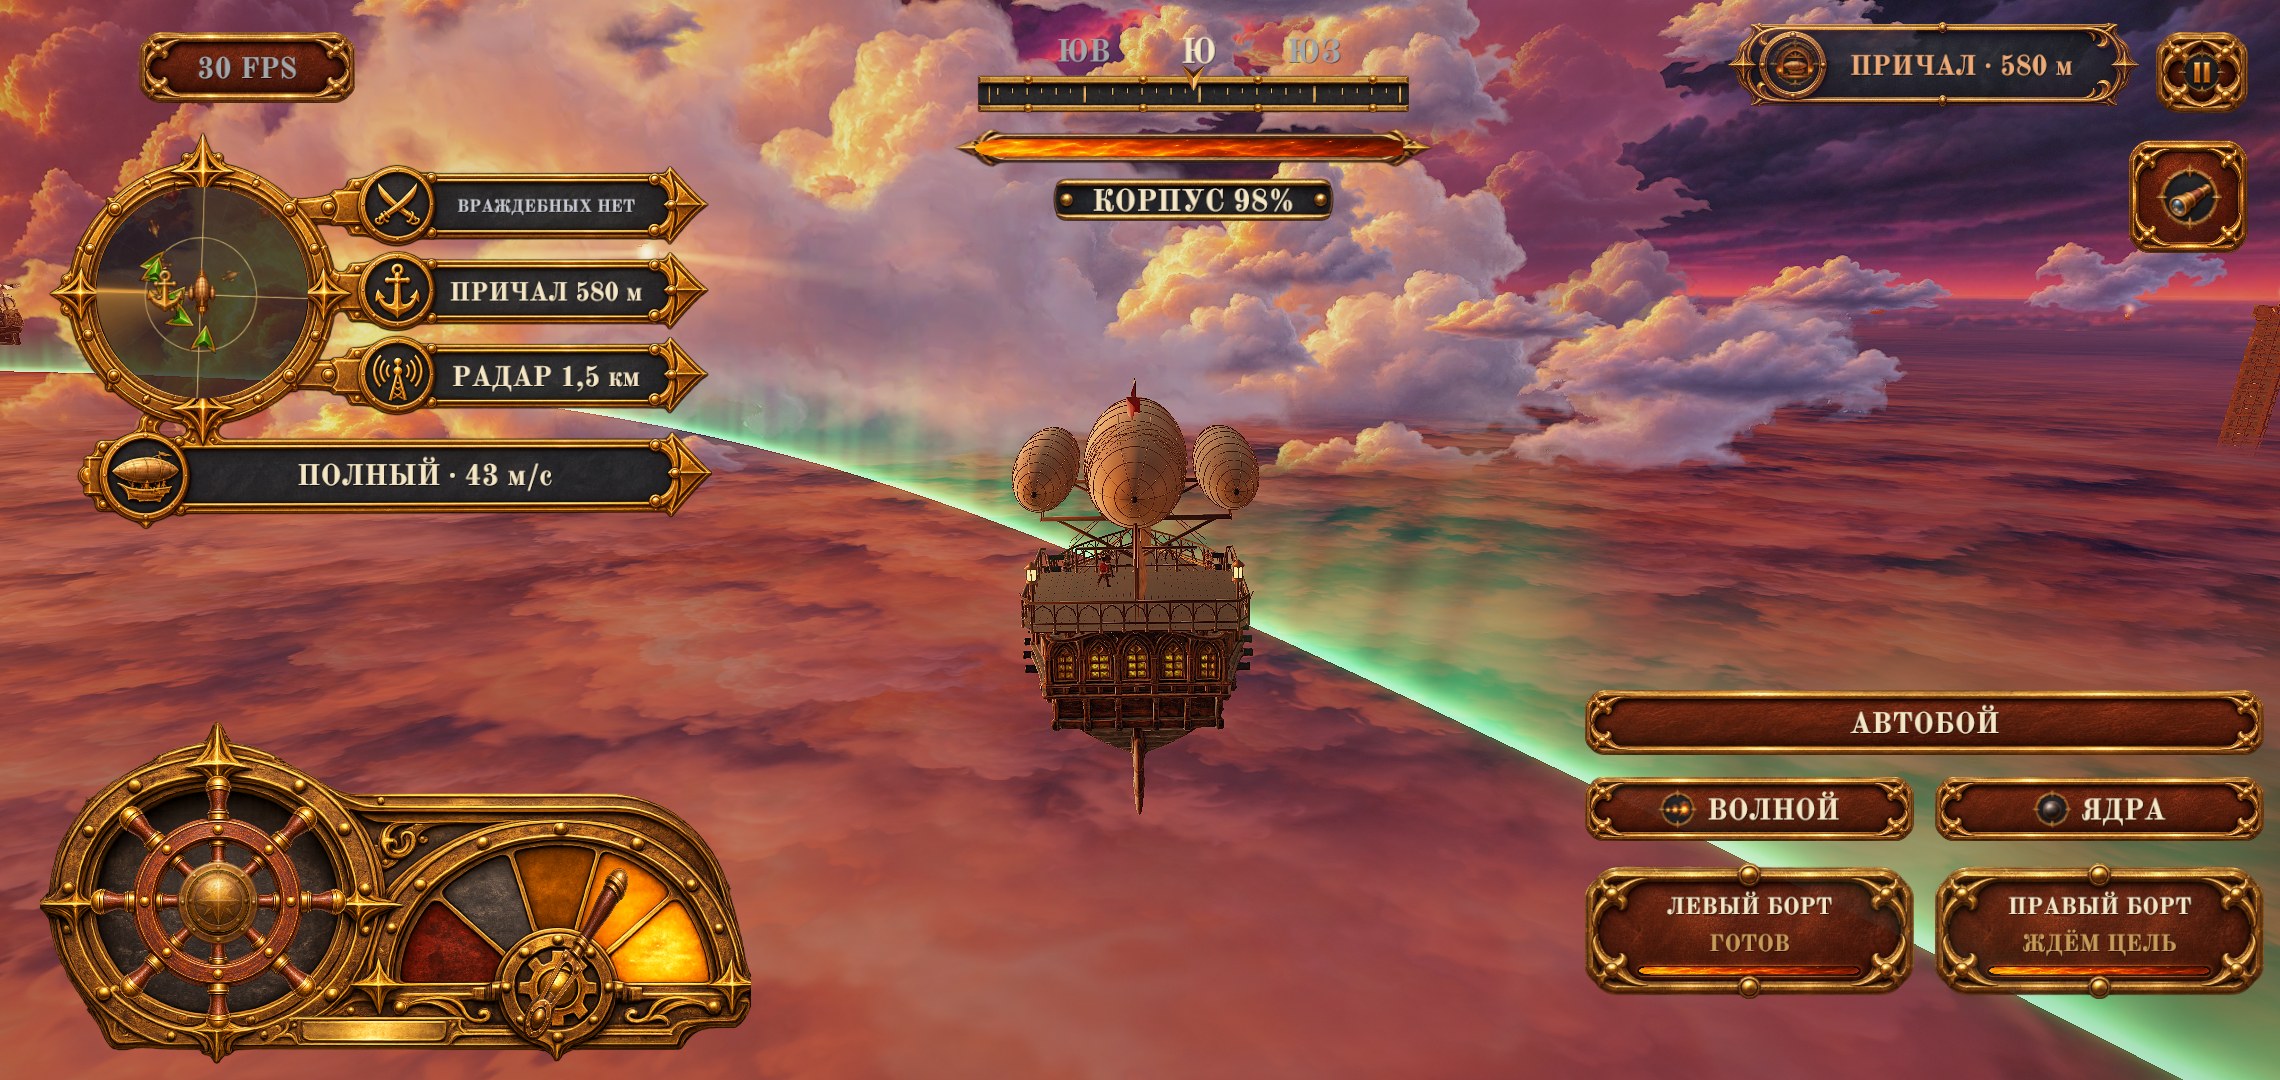 30 FPS
ЮВ Ю ЮЗ
ПРИЧАЛ · 580 м
КОРПУС 98%
ВРАЖДЕБНЫХ НЕТ
ПРИЧАЛ 580 м
РАДАР 1,5 км
ПОЛНЫЙ · 43 м/с
АВТОБОЙ
ВОЛНОЙ
ЯДРА
ЛЕВЫЙ БОРТ
ГОТОВ
ПРАВЫЙ БОРТ
ЖДЁМ ЦЕЛЬ